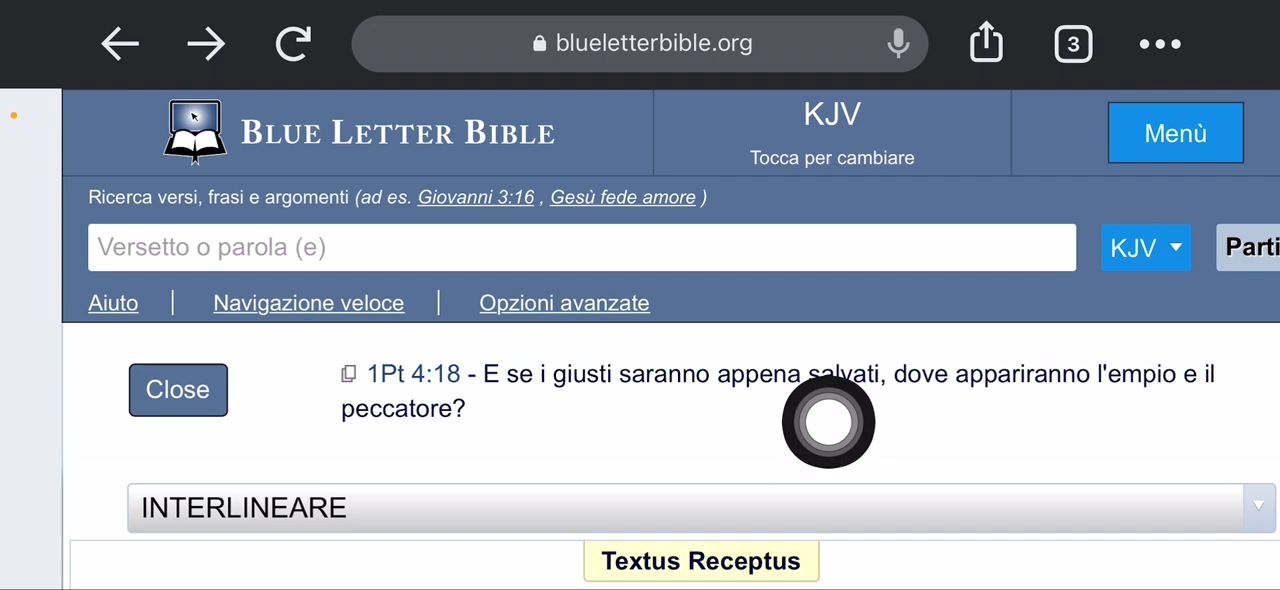 blueletterbible.org
3
BLUE LETTER BIBLE
KJV
Tocca per cambiare
Menù
Ricerca versi, frasi e argomenti (ad es. Giovanni 3:16 , Gesù fede amore )
Versetto o parola (e)
KJV
Parti
Aiuto | Navigazione veloce | Opzioni avanzate
Close
1Pt 4:18 - E se i giusti saranno appena salvati, dove appariranno l'empio e il
peccatore?
INTERLINEARE
Textus Receptus